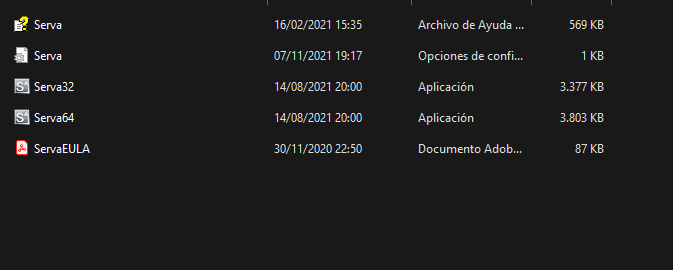 Serva 16/02/2021 15:35 Archivo de Ayuda ... 569 KB
Serva 07/11/2021 19:17 Opciones de confi... 1 KB
Serva32 14/08/2021 20:00 Aplicación 3.377 KB
Serva64 14/08/2021 20:00 Aplicación 3.803 KB
ServaEULA 30/11/2020 22:50 Documento Adob... 87 KB